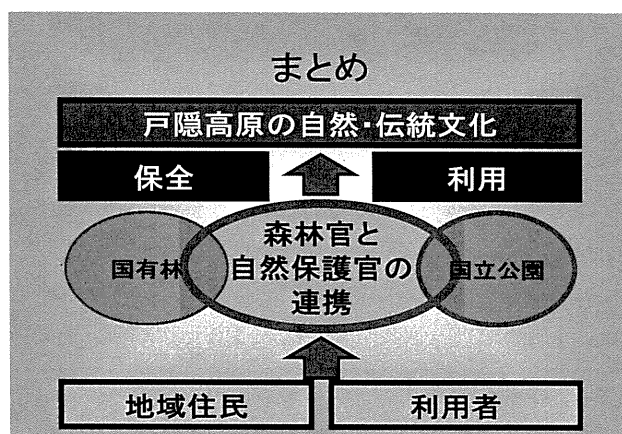 まとめ
戸隠高原の自然・伝統文化
保全
利用
国有林
森林官と
自然保護官の
連携
国立公園
地域住民
利用者